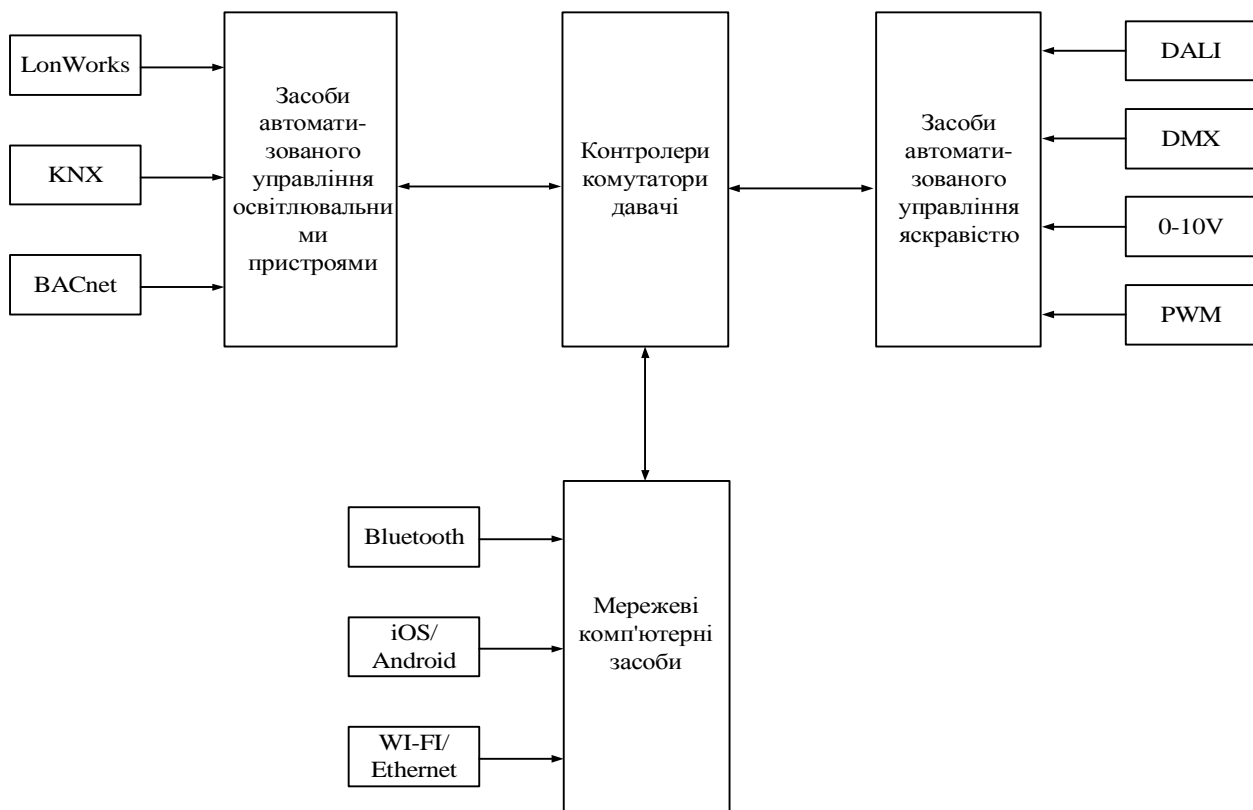 LonWorks
KNX
BACnet
Засоби
автомати-
зованого
управління
освітлювальни
ми
пристроями
Контролери
комутатори
давачі
Засоби
автомати-
зованого
управління
яскравістю
DALI
DMX
0-10V
PWM
Bluetooth
iOS/
Android
WI-FI/
Ethernet
Мережеві
комп'ютерні
засоби